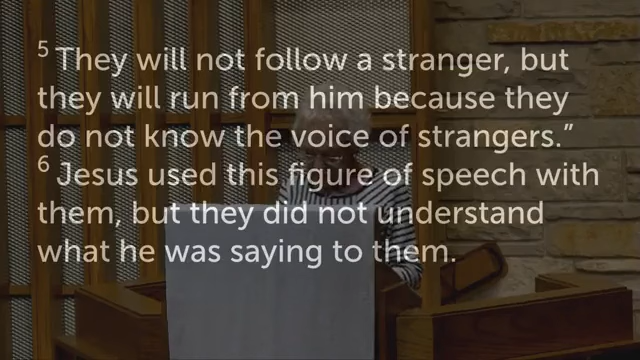 5 They will not follow a stranger, but
they will run from him because they
do not know the voice of strangers.”
6 Jesus used this figure of speech with
them, but they did not understand
what he was saying to them.